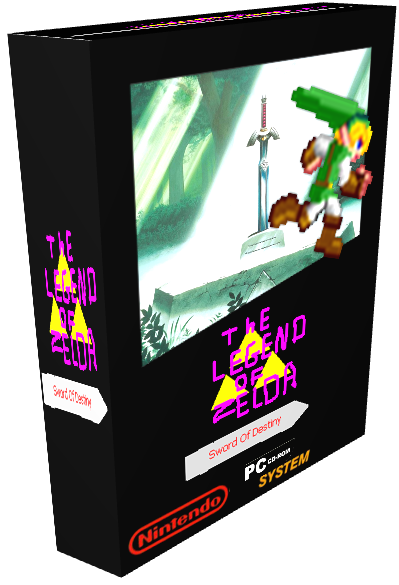 THE
LEGEND
OF
ZELDA
Sword Of Destiny
THE
LEGEND
OF
ZELDA
Sword Of Destiny
PC CD-ROM
SYSTEM
Nintendo